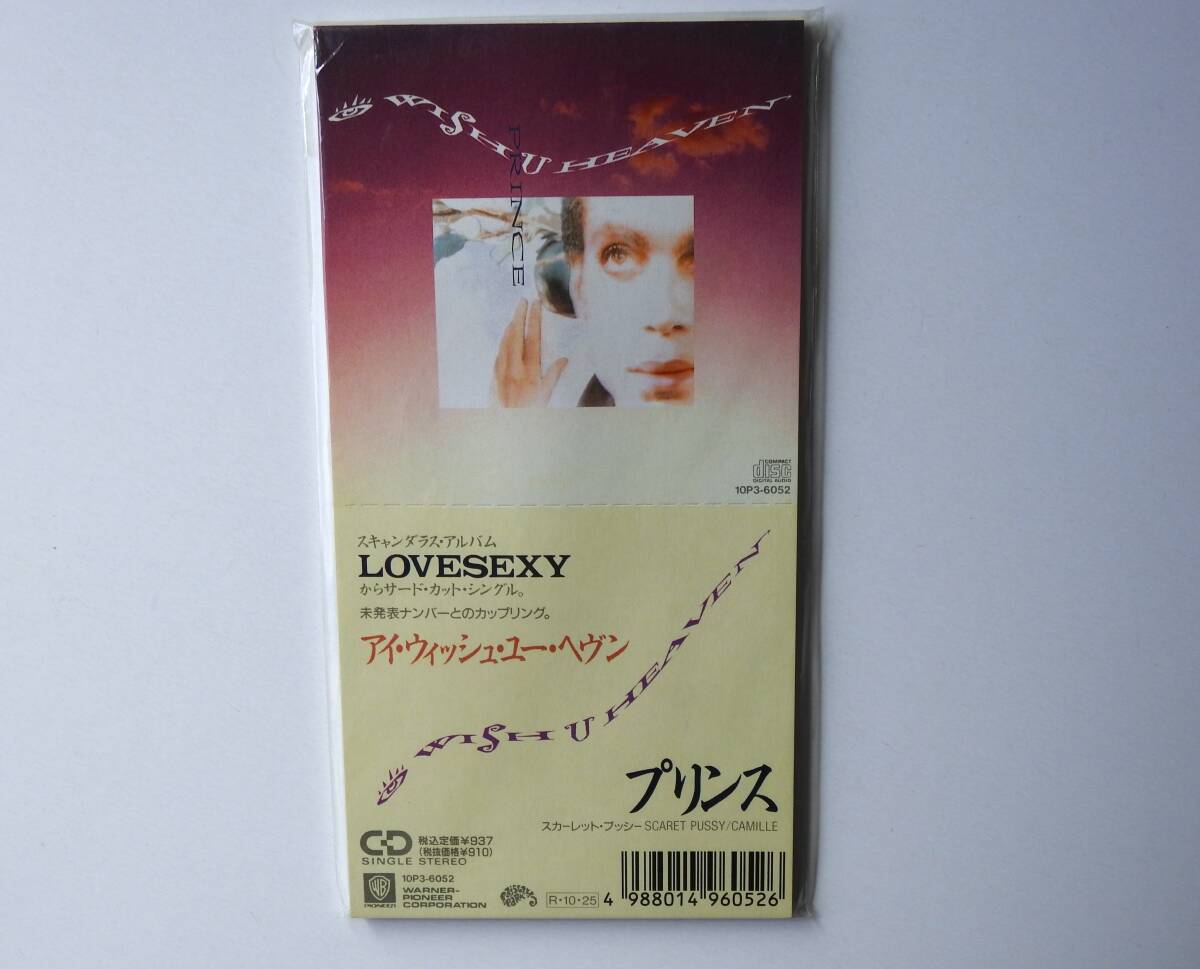 WISH U HEAVEN
PRINCE
COMPACT
disc
DIGITAL AUDIO
10P3-6052
スキャンダラス・アルバム
LOVESEXY
からサード・カット・シングル。
未発表ナンバーとのカップリング。
アイ・ウィッシュ・ユー・ヘヴン
WISH U HEAVEN
プリンス
スカーレット・プッシー SCARET PUSSY/CAMILLE
CD 税込定価¥937
(税抜価格¥910)
SINGLE STEREO
10P3-6052
WB
PIONEER
WARNER-
PIONEER
CORPORATION
PAISLEY PARK
R・10・25
4 988014 960526